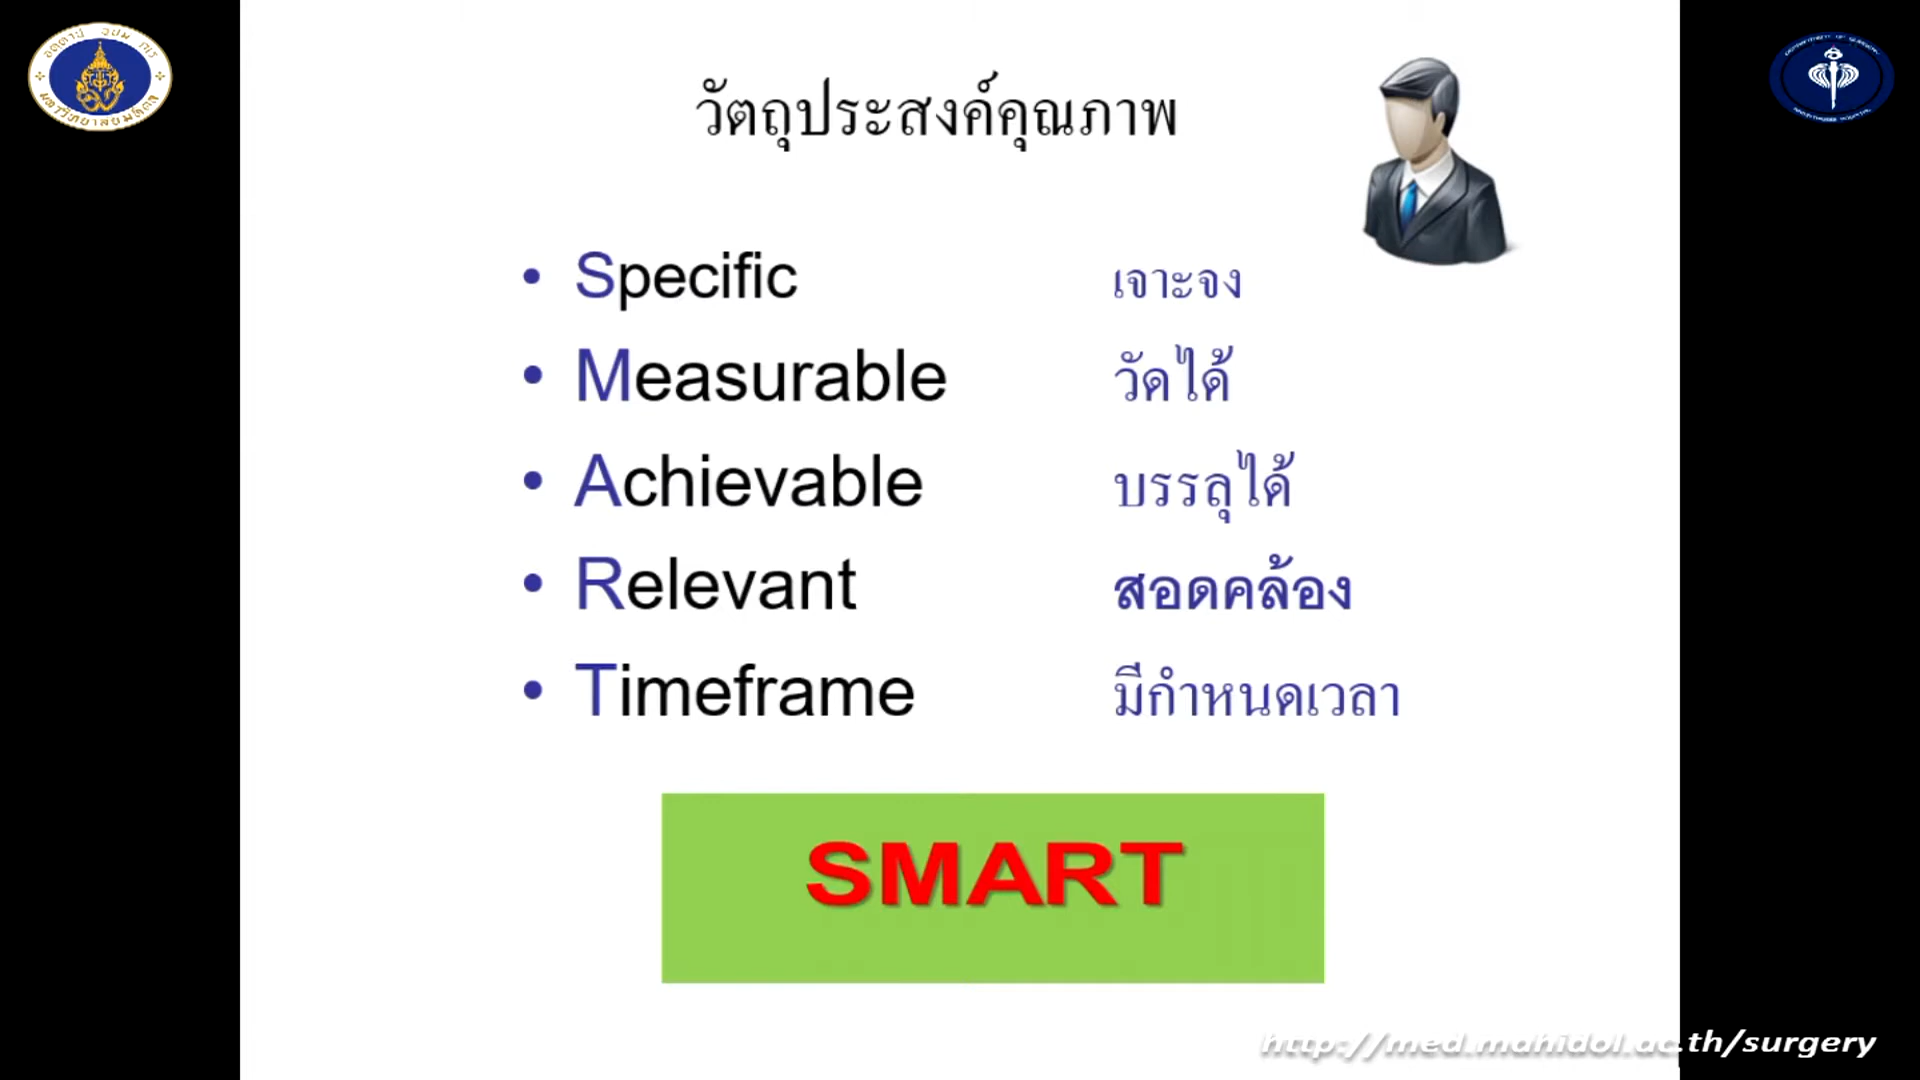 วัตถุประสงค์คุณภาพ
• Specific เจาะจง
• Measurable วัดได้
• Achievable บรรลุได้
• Relevant สอดคล้อง
• Timeframe มีกำหนดเวลา
SMART
http://med.mahidol.ac.th/surgery